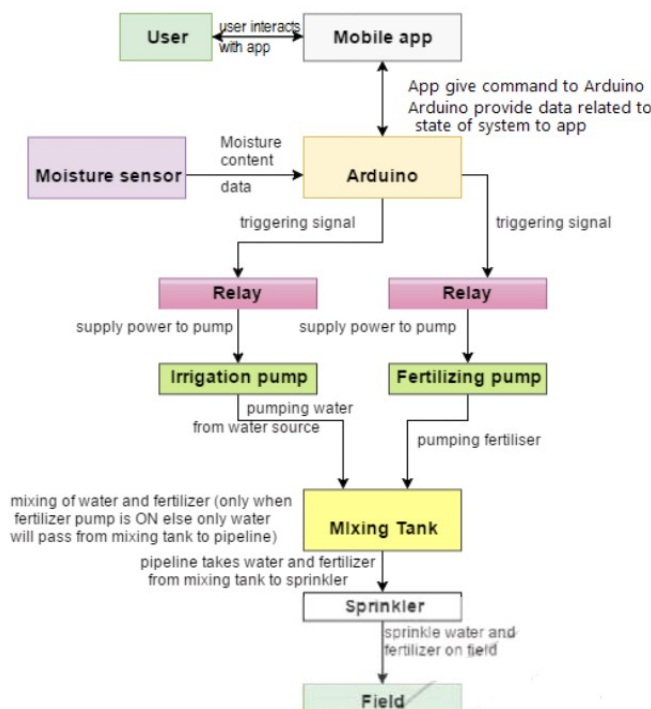 User
user interacts
with app
Mobile app
App give command to Arduino
Arduino provide data related to
state of system to app
Moisture sensor
Moisture
content
data
Arduino
triggering signal
triggering signal
Relay
Relay
supply power to pump
supply power to pump
Irrigation pump
Fertilizing pump
pumping water
from water source
pumping fertiliser
mixing of water and fertilizer (only when
fertilizer pump is ON else only water
will pass from mixing tank to pipeline)
MIxing Tank
pipeline takes water and fertilizer
from mixing tank to sprinkler
Sprinkler
sprinkle water and
fertilizer on field
Field